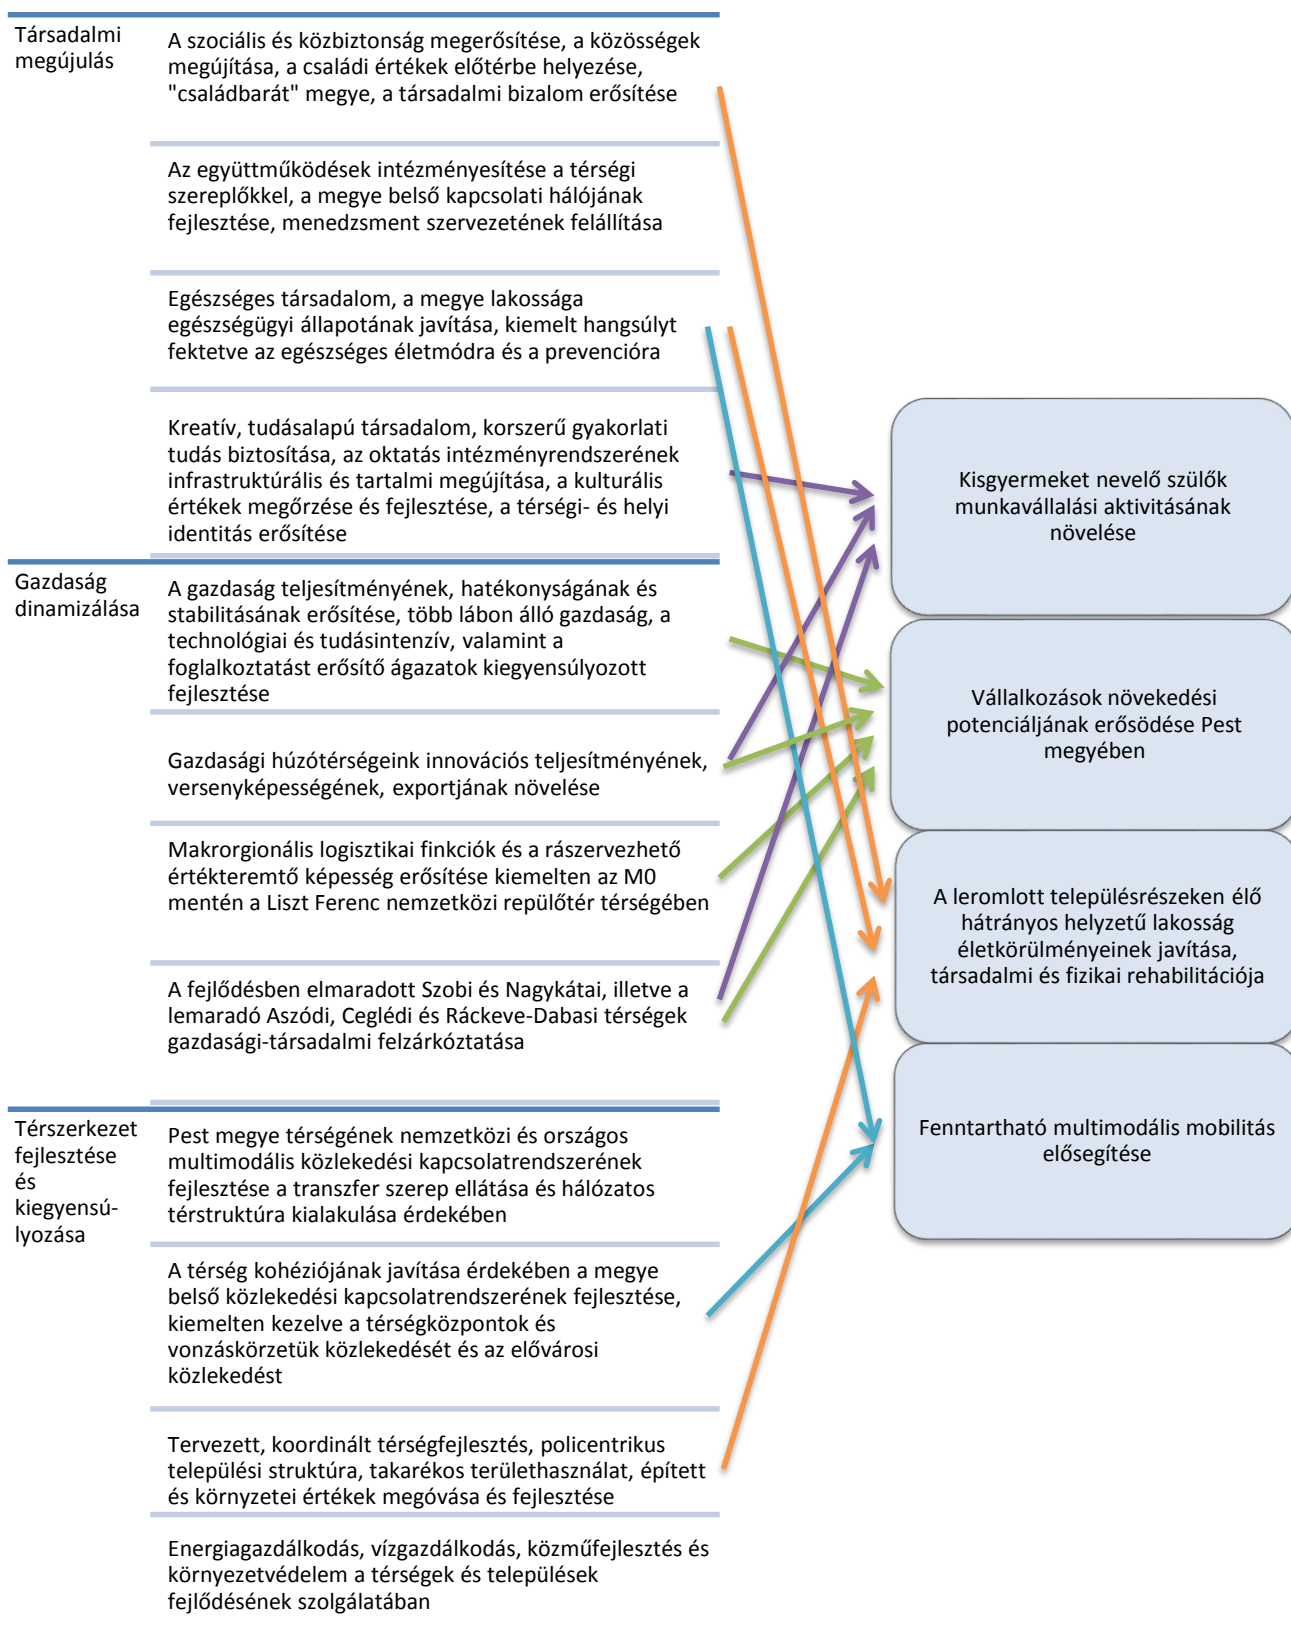 Társadalmi
megújulás
A szociális és közbiztonság megerősítése, a közösségek
megújítása, a családi értékek előtérbe helyezése,
"családbarát" megye, a társadalmi bizalom erősítése
Az együttműködések intézményesítése a térségi
szereplőkkel, a megye belső kapcsolati hálójának
fejlesztése, menedzsment szervezetének felállítása
Egészséges társadalom, a megye lakossága
egészségügyi állapotának javítása, kiemelt hangsúlyt
fektetve az egészséges életmódra és a prevencióra
Kreatív, tudásalapú társadalom, korszerű gyakorlati
tudás biztosítása, az oktatás intézményrendszerének
infrastruktúrális és tartalmi megújítása, a kulturális
értékek megőrzése és fejlesztése, a térségi- és helyi
identitás erősítése
Gazdaság
dinamizálása
A gazdaság teljesítményének, hatékonyságának és
stabilitásának erősítése, több lábon álló gazdaság, a
technológiai és tudásintenzív, valamint a
foglalkoztatást erősítő ágazatok kiegyensúlyozott
fejlesztése
Gazdasági húzótérségeink innovációs teljesítményének,
versenyképességének, exportjának növelése
Makrorgionális logisztikai finkciók és a rászervezhető
értékteremtő képesség erősítése kiemelten az M0
mentén a Liszt Ferenc nemzetközi repülőtér térségében
A fejlődésben elmaradott Szobi és Nagykátai, illetve a
lemaradó Aszódi, Ceglédi és Ráckeve-Dabasi térségek
gazdasági-társadalmi felzárkóztatása
Térszerkezet
fejlesztése
és
kiegyensú-
lyozása
Pest megye térségének nemzetközi és országos
multimodális közlekedési kapcsolatrendszerének
fejlesztése a transzfer szerep ellátása és hálózatos
térstruktúra kialakulása érdekében
A térség kohéziójának javítása érdekében a megye
belső közlekedési kapcsolatrendszerének fejlesztése,
kiemelten kezelve a térségközpontok és
vonzáskörzetük közlekedését és az elővárosi
közlekedést
Tervezett, koordinált térségfejlesztés, policentrikus
települési struktúra, takarékos területhasználat, épített
és környzetei értékek megóvása és fejlesztése
Energiagazdálkodás, vízgazdálkodás, közműfejlesztés és
környezetvédelem a térségek és települések
fejlődésének szolgálatában
Kisgyermeket nevelő szülők
munkavállalási aktivitásának
növelése
Vállalkozások növekedési
potenciáljának erősödése Pest
megyében
A leromlott településrészeken élő
hátrányos helyzetű lakosság
életkörülményeinek javítása,
társadalmi és fizikai rehabilitációja
Fenntartható multimodális mobilitás
elősegítése